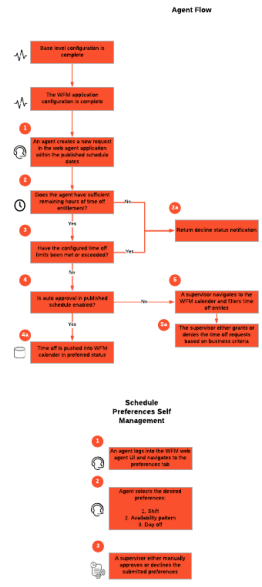 Agent Flow
Base level configuration is
complete
The WFM application
configuration is complete
1
An agent creates a new request
in the web agent application
within the published schedule
dates
2
Does the agent have sufficient
remaining hours of time off
entitlement?
No
2a
Return decline status notification
Yes
3
Have the configured time off
limits been met or exceeded?
Yes
No
4
Is auto approval in published
schedule enabled?
No
5
A supervisor navigates to the
WFM calendar and filters time
off entries
Yes
5a
The supervisor either grants or
denies the time off requests
based on business criteria
4a
Time off is pushed into WFM
calendar in preferred status
Schedule
Preferences Self
Management
1
An agent logs into the WFM web
agent UI and navigates to the
preferences tab
2
Agent selects the desired
preferences:
1. Shift
2. Availability pattern
3. Day off
3
A supervisor either manually
approves or declines the
submitted preferences